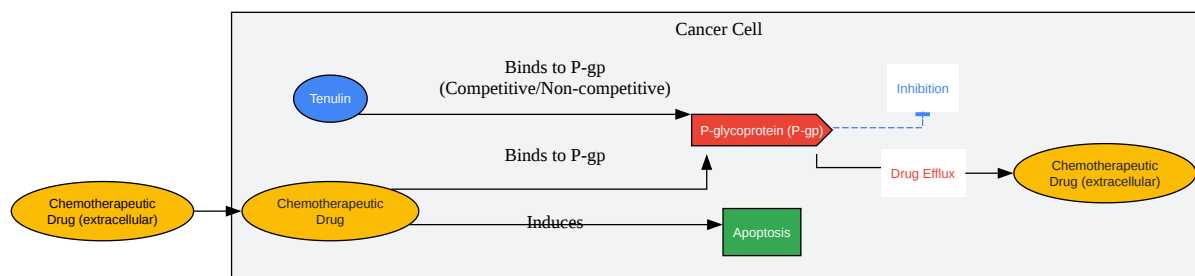 Cancer Cell
Binds to P-gp
(Competitive/Non-competitive)
Tenulin
Inhibition
P-glycoprotein (P-gp)
Binds to P-gp
Drug Efflux
Chemotherapeutic
Drug (extracellular)
Chemotherapeutic
Drug (extracellular)
Chemotherapeutic
Drug
Induces
Apoptosis